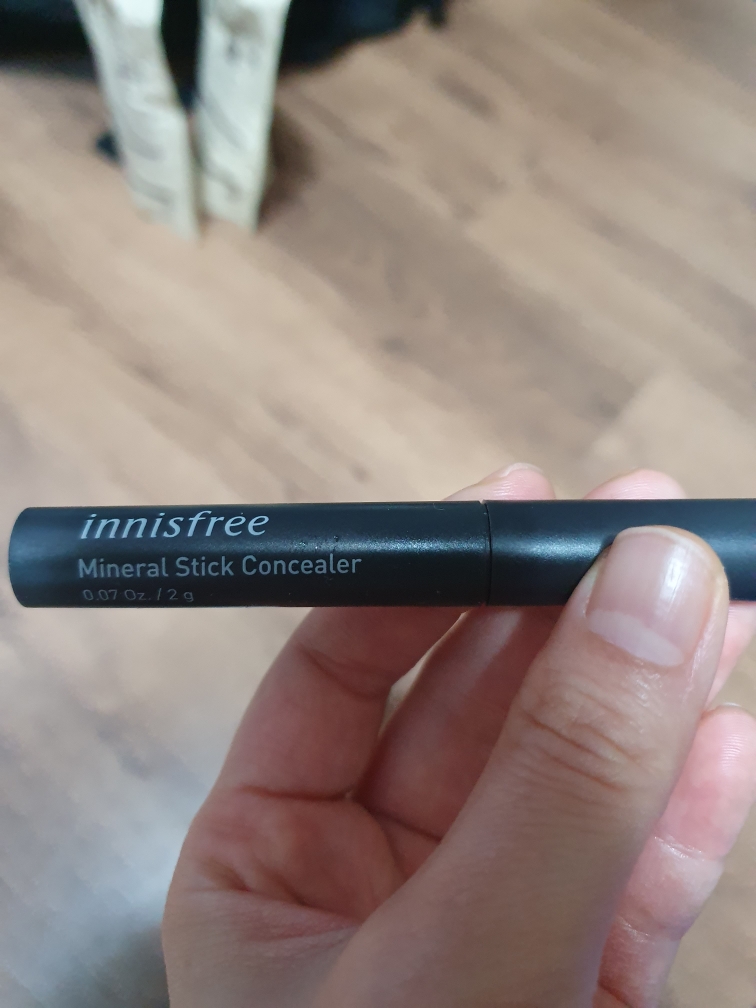 innisfree
Mineral Stick Concealer
0.07 Oz. / 2 g